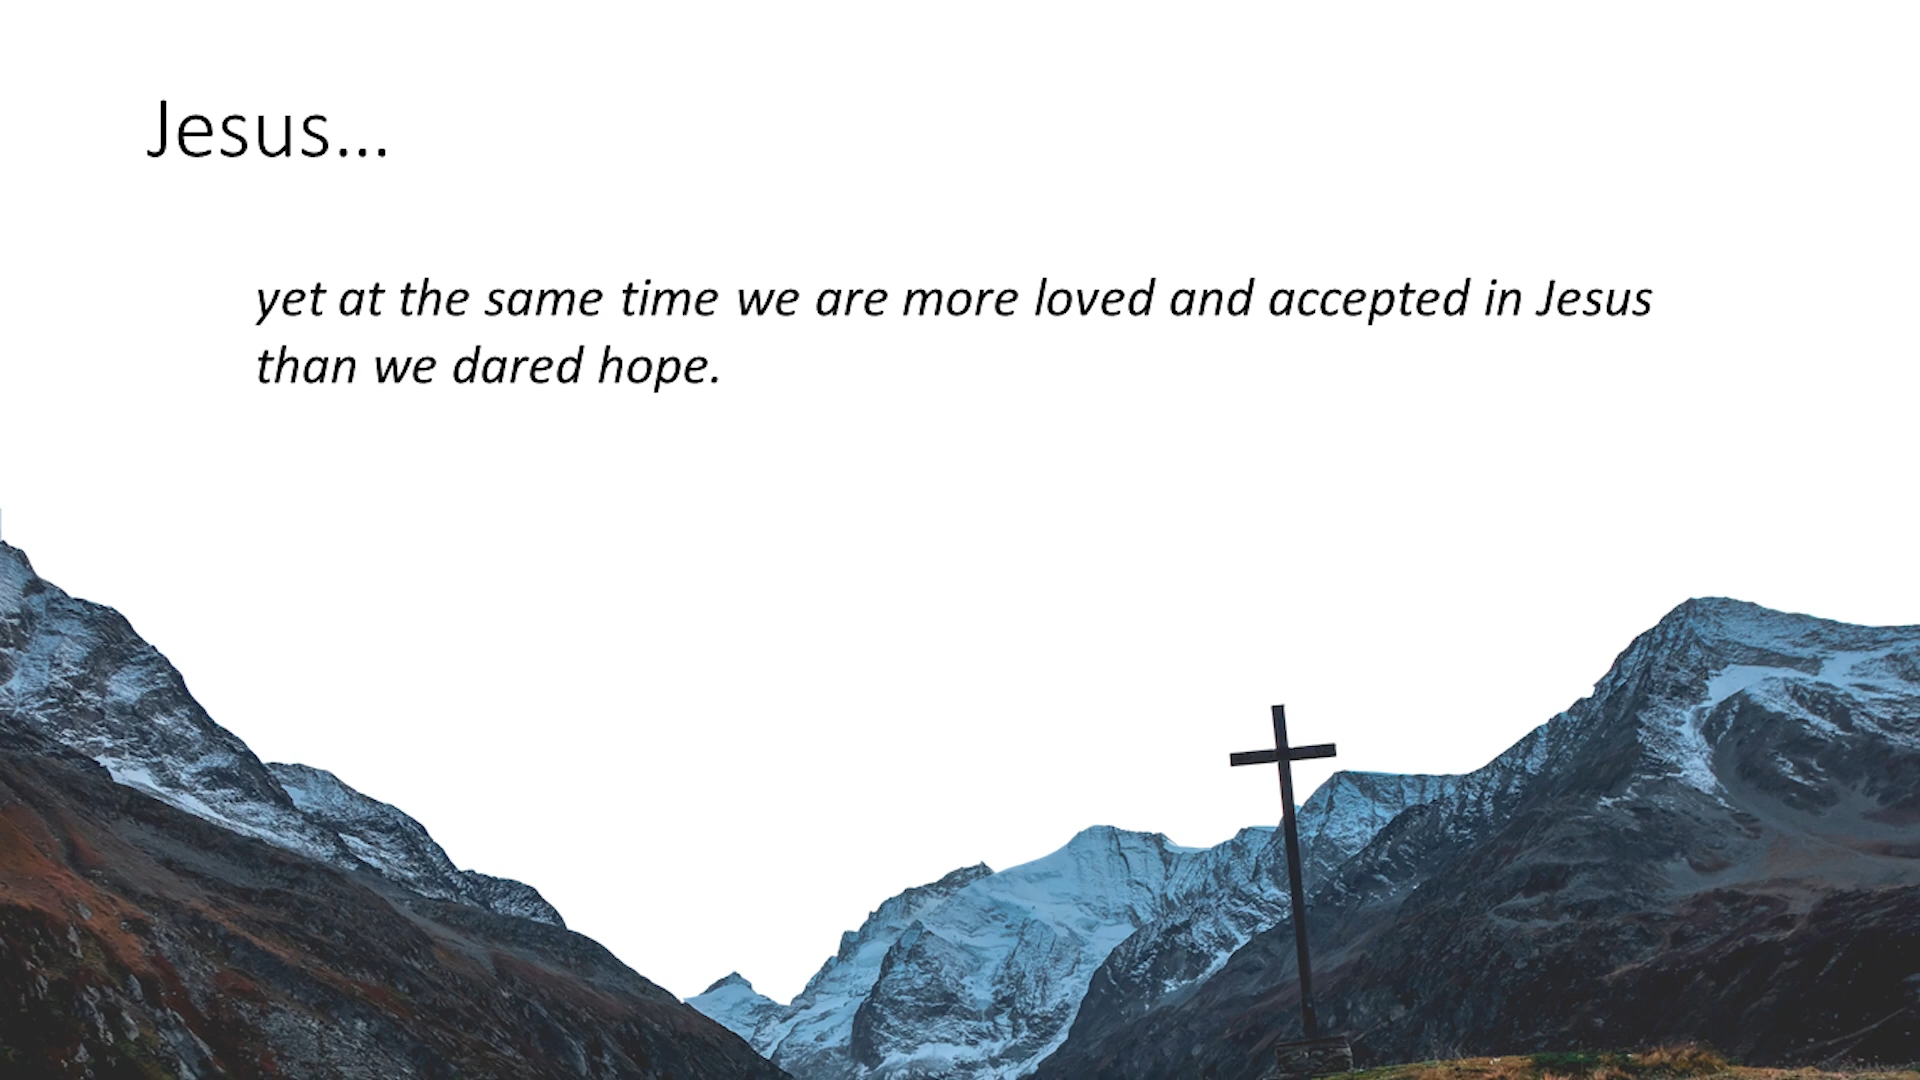 Jesus...
yet at the same time we are more loved and accepted in Jesus
than we dared hope.